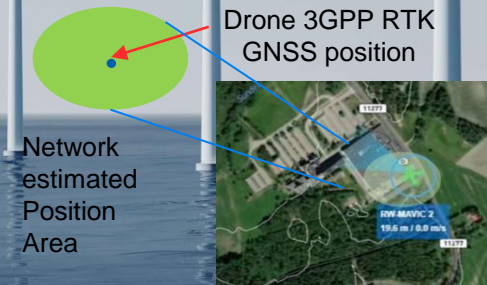 Drone 3GPP RTK
GNSS position
Network
estimated
Position
Area
11277
RW-MAVIC 2
19.6 m / 0.0 m/s
11277